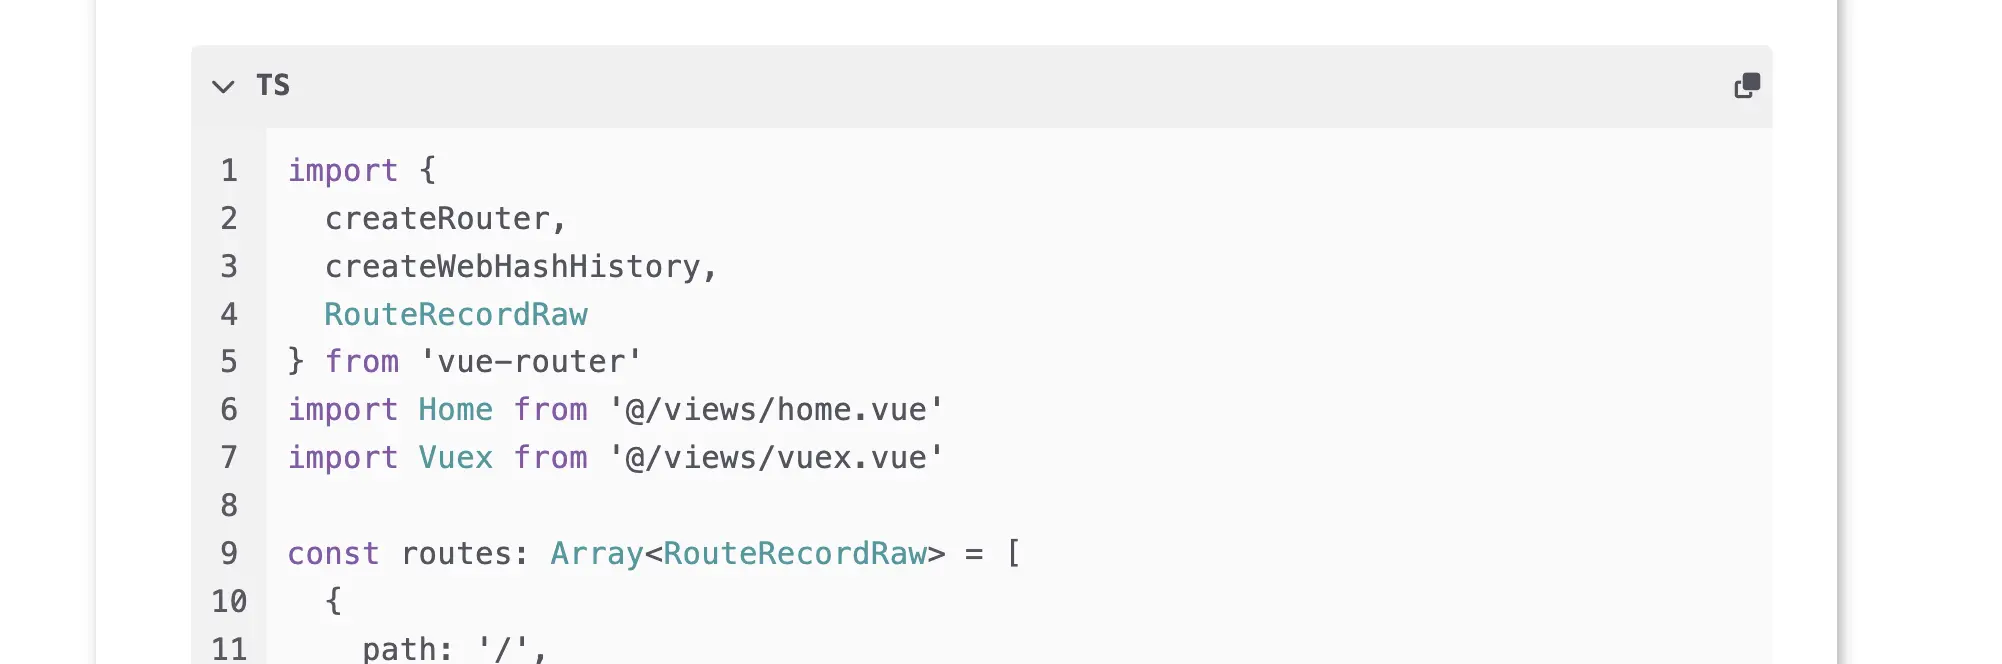 TS
1 import {
2   createRouter,
3   createWebHashHistory,
4   RouteRecordRaw
5 } from 'vue-router'
6 import Home from '@/views/home.vue'
7 import Vuex from '@/views/vuex.vue'
8
9 const routes: Array<RouteRecordRaw> = [
10   {
11     path: '/',